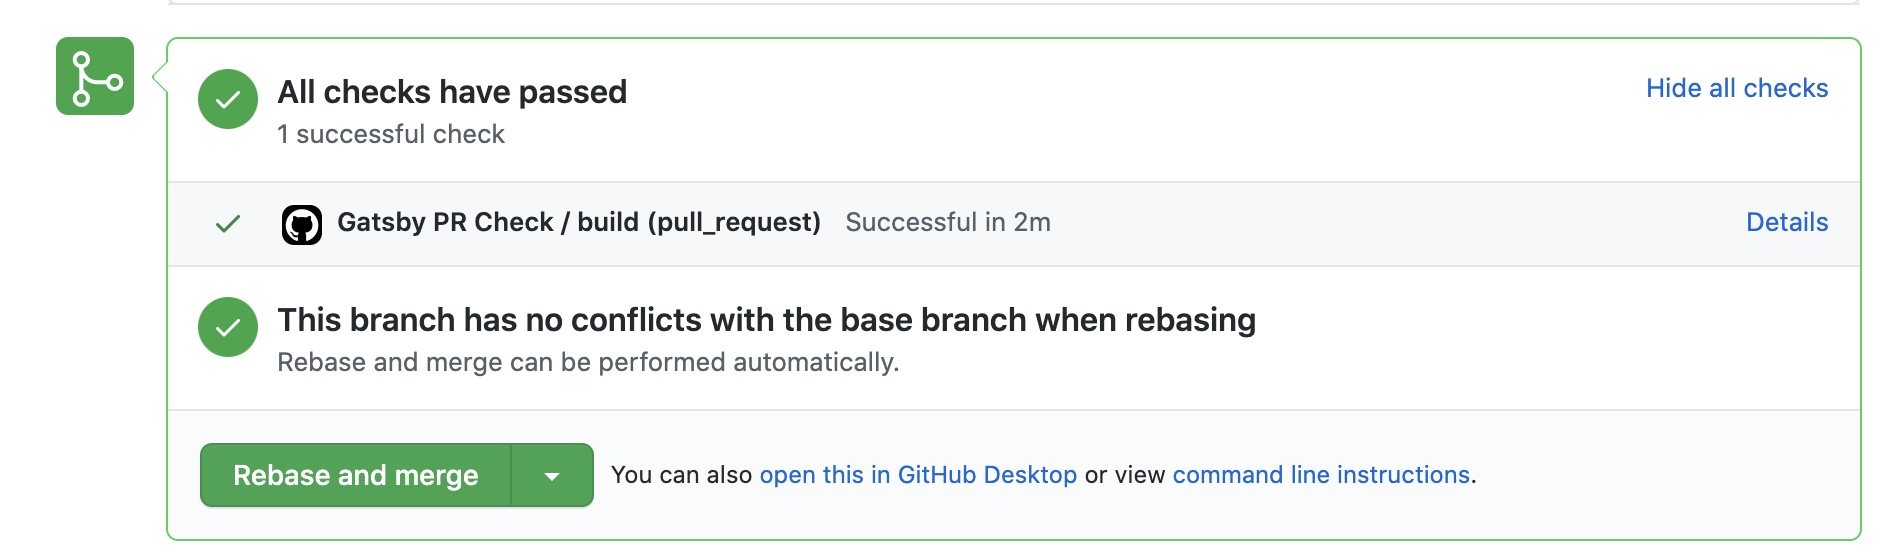 All checks have passed
Hide all checks
1 successful check
Gatsby PR Check / build (pull_request) Successful in 2m
Details
This branch has no conflicts with the base branch when rebasing
Rebase and merge can be performed automatically.
Rebase and merge
You can also open this in GitHub Desktop or view command line instructions.